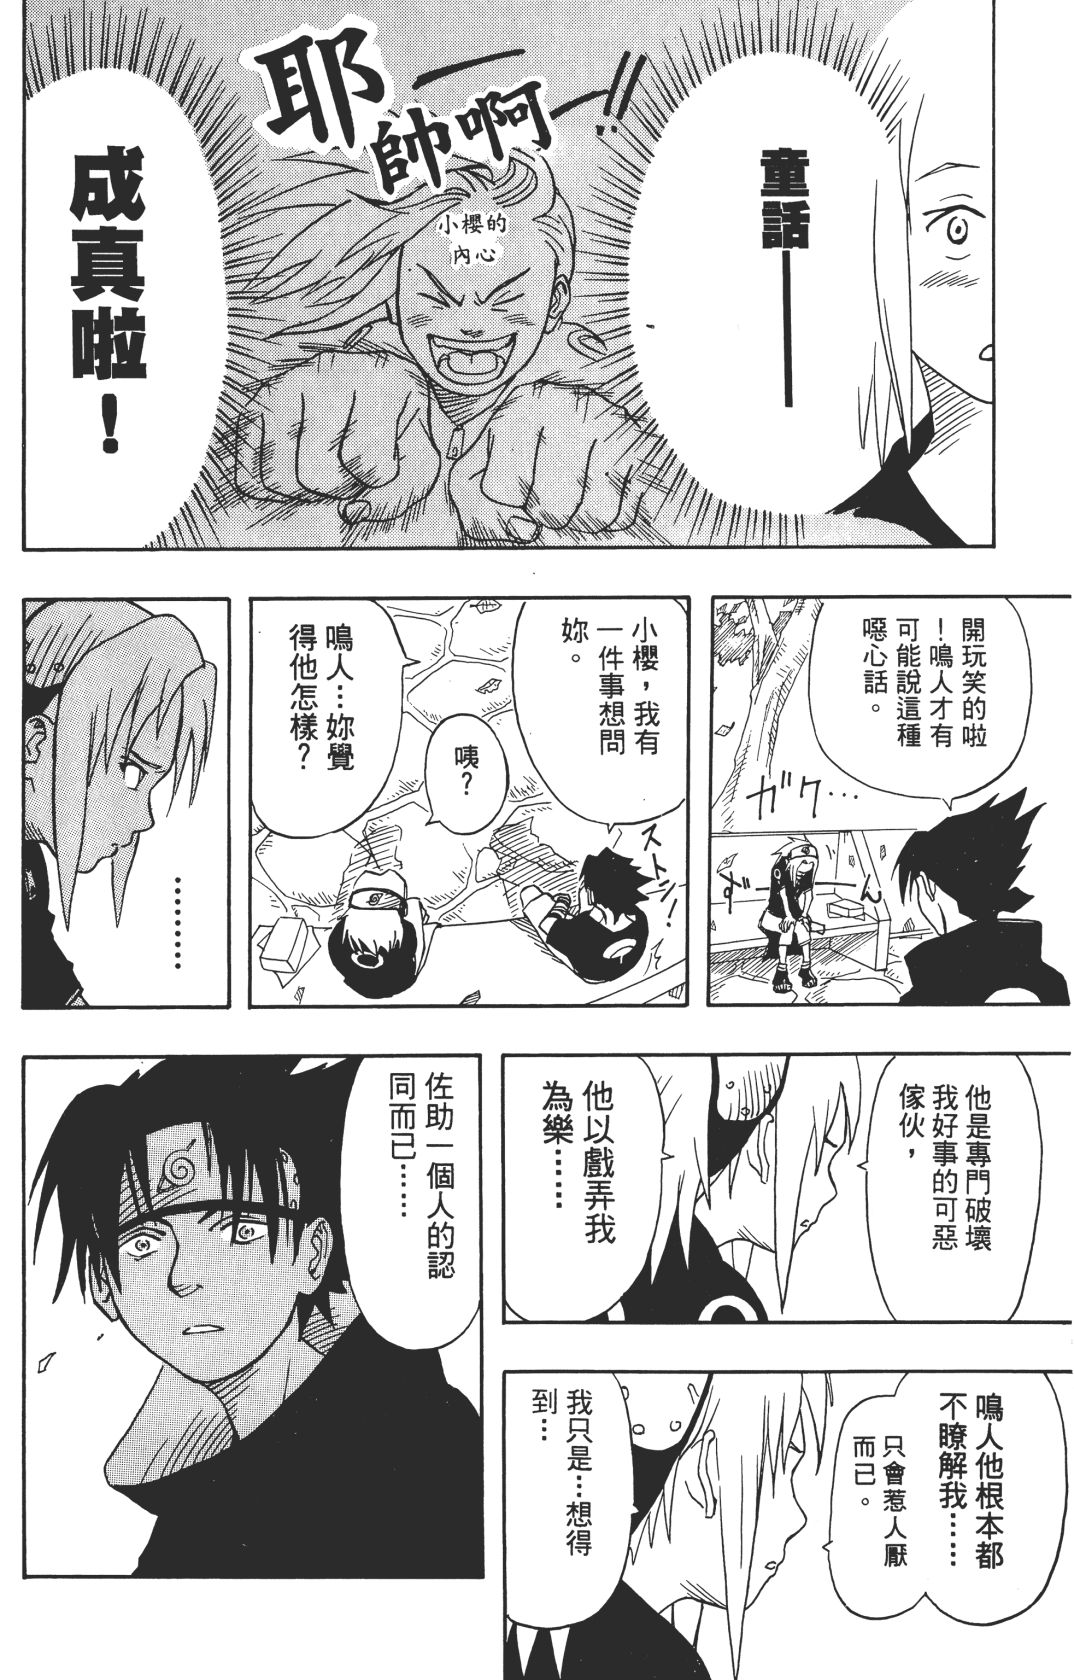 童話——
耶——
帥啊——!!
小櫻的
內心
成真啦!
開玩笑的啦
!鳴人才有
可能說這種
噁心話。
ガク…
ずーん
小櫻,我有
一件事想問
妳。
咦?
ストン!
鳴人…妳覺
得他怎樣?
………
他是專門破壞
我好事的可惡
傢伙,
他以戲弄我
為樂……
鳴人他根本都
不瞭解我……
只會惹人厭
而已。
我只是…想得
到…
佐助一個人的認
同而已……